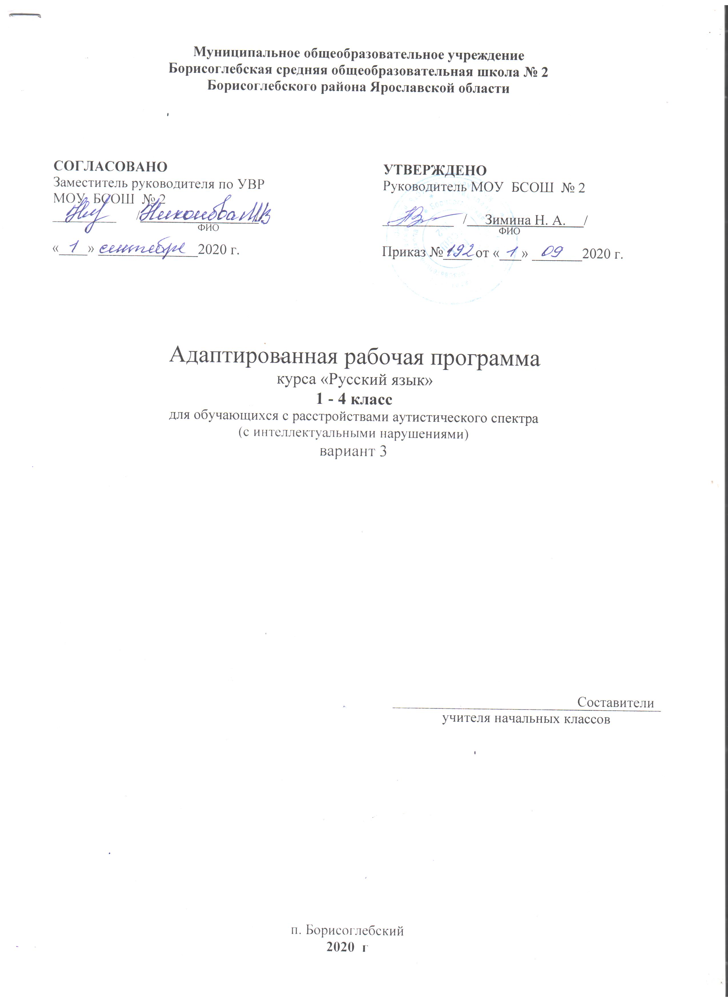 Муниципальное общеобразовательное учреждение
Борисоглебская средняя общеобразовательная школа № 2
Борисоглебского района Ярославской области
СОГЛАСОВАНО
Заместитель руководителя по УВР
МОУ БСОШ № 2
/Никонова М В
ФИО
« 1 » сентября 2020 г.
УТВЕРЖДЕНО
Руководитель МОУ БСОШ № 2
/ Зимина Н. А. /
ФИО
Приказ № 192 от « 1 » 09 2020 г.
Адаптированная рабочая программа
курса «Русский язык»
1 - 4 класс
для обучающихся с расстройствами аутистического спектра
(с интеллектуальными нарушениями)
вариант 3
Составители
учителя начальных классов
п. Борисоглебский
2020 г